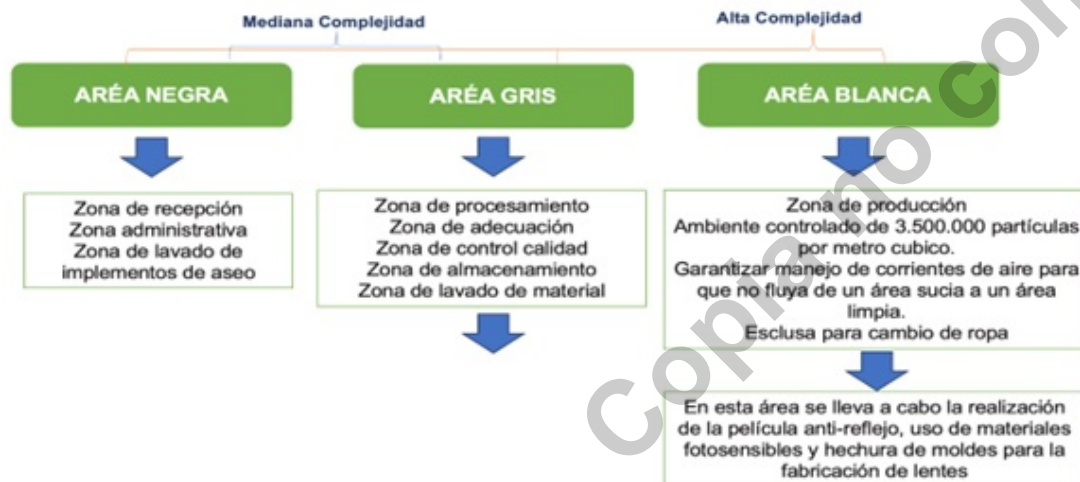 Mediana Complejidad
Alta Complejidad
ARÉA NEGRA
ARÉA GRIS
ARÉA BLANCA
Zona de recepción
Zona administrativa
Zona de lavado de
implementos de aseo
Zona de procesamiento
Zona de adecuación
Zona de control calidad
Zona de almacenamiento
Zona de lavado de material
Zona de producción
Ambiente controlado de 3.500.000 partículas
por metro cubico.
Garantizar manejo de corrientes de aire para
que no fluya de un área sucia a un área
limpia.
Esclusa para cambio de ropa
En esta área se lleva a cabo la realización
de la película anti-reflejo, uso de materiales
fotosensibles y hechura de moldes para la
fabricación de lentes
Copia no con